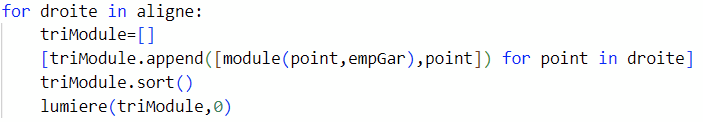 for droite in aligne:
    triModule=[]
    [triModule.append([module(point,empGar),point]) for point in droite]
    triModule.sort()
    lumiere(triModule,0)